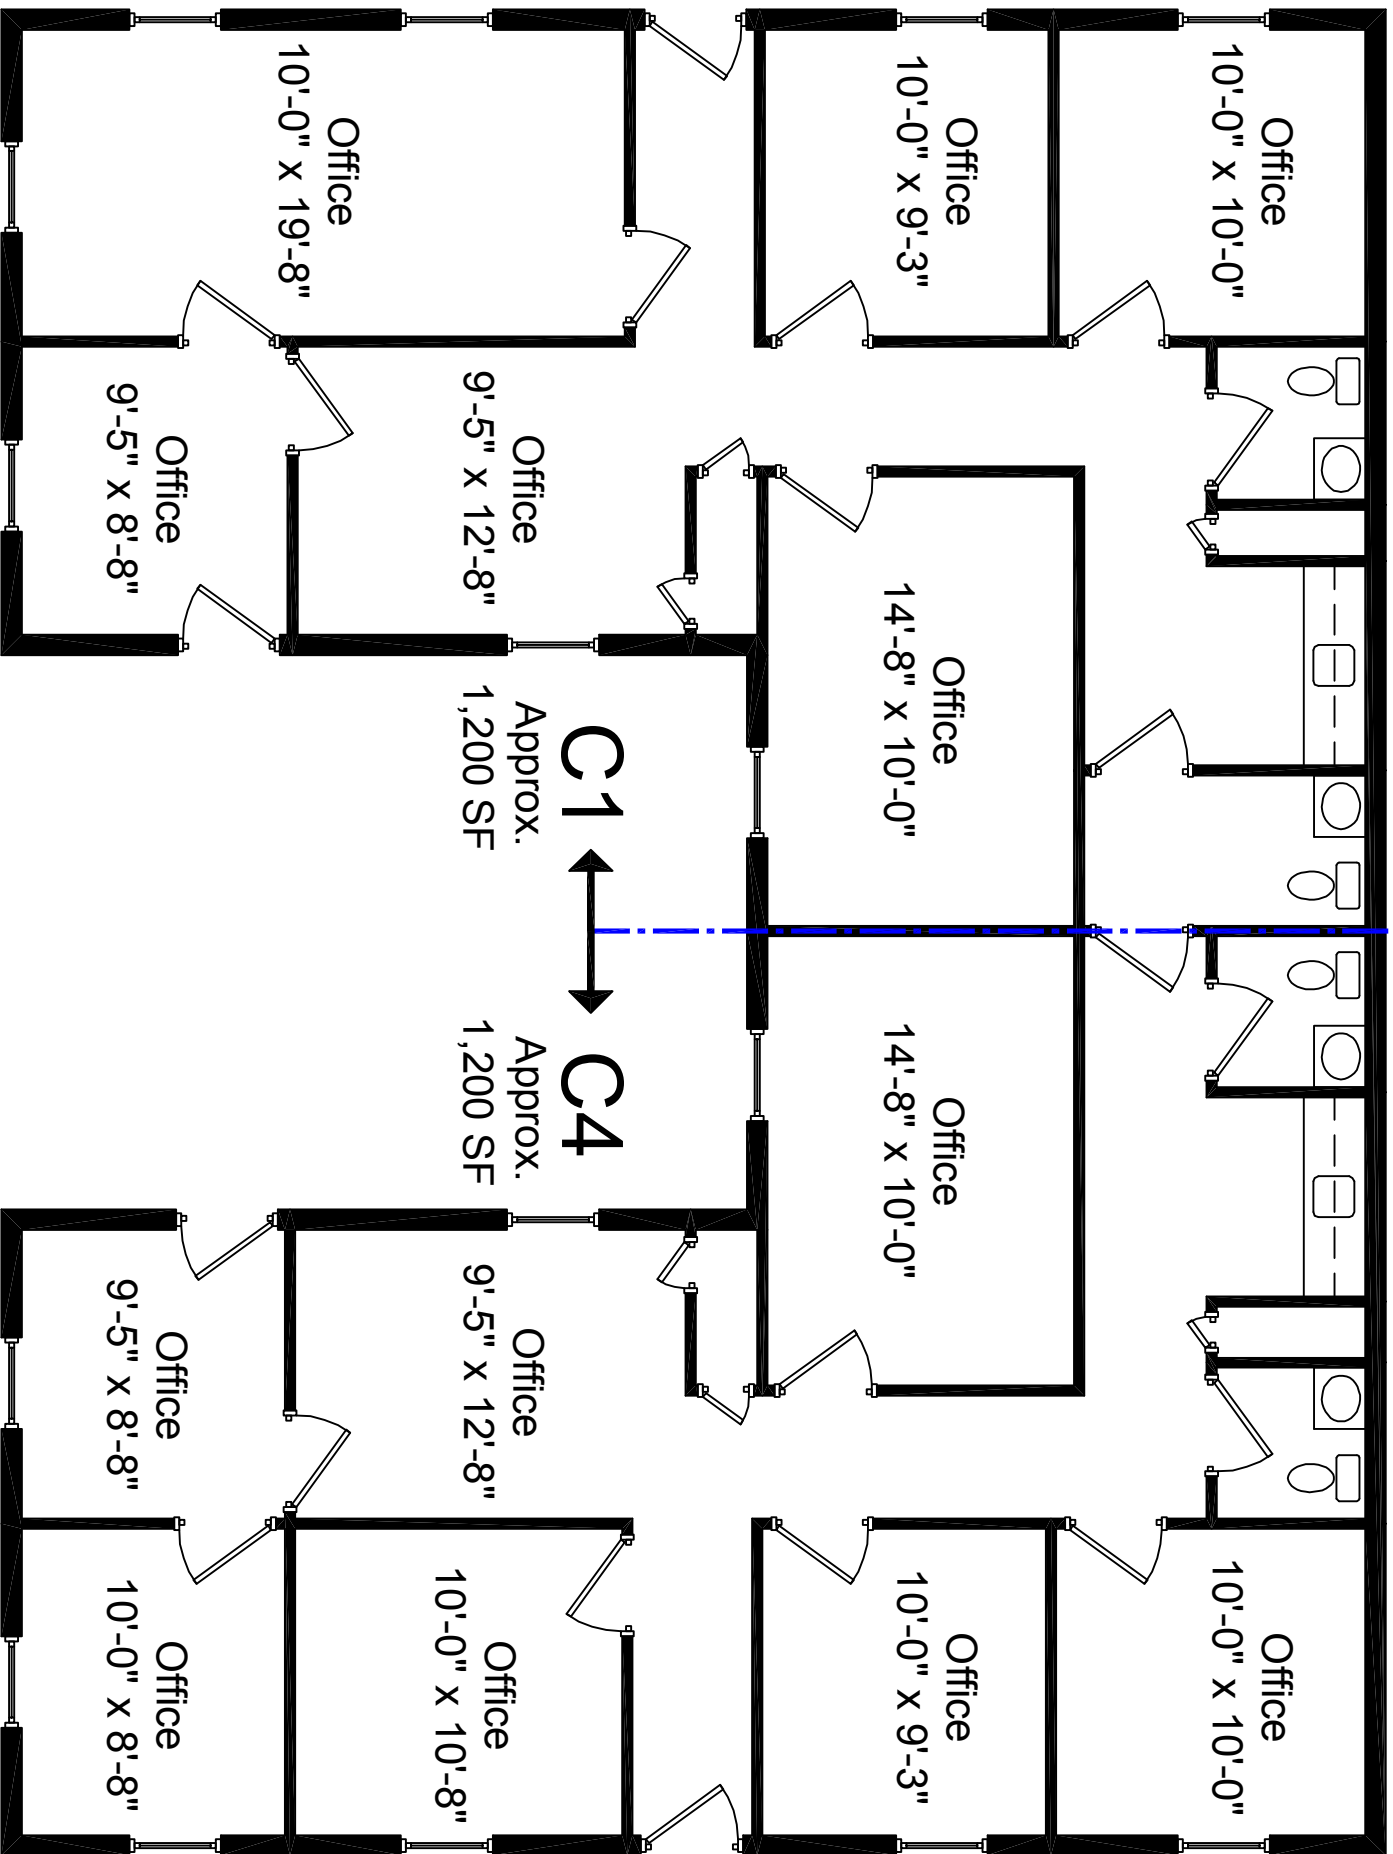 Office
10'-0" x 10'-0"
Office
10'-0" x 10'-0"
Office
10'-0" x 9'-3"
Office
14'-8" x 10'-0"
Office
14'-8" x 10'-0"
Office
10'-0" x 9'-3"
C1
Approx.
1,200 SF
C4
Approx.
1,200 SF
Office
9'-5" x 12'-8"
Office
9'-5" x 12'-8"
Office
10'-0" x 10'-8"
Office
10'-0" x 19'-8"
Office
9'-5" x 8'-8"
Office
9'-5" x 8'-8"
Office
10'-0" x 8'-8"